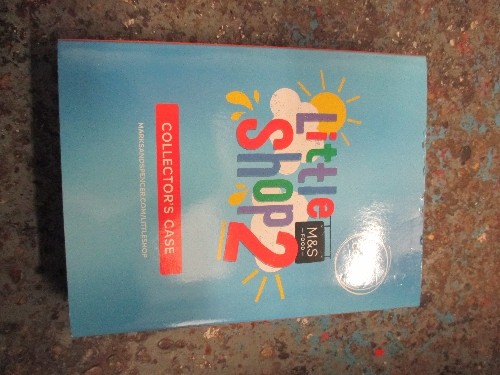 Little
Shop
2
M&S
—FOOD—
COLLECTOR'S CASE
MARKSANDSPENCER.COM/LITTLESHOP